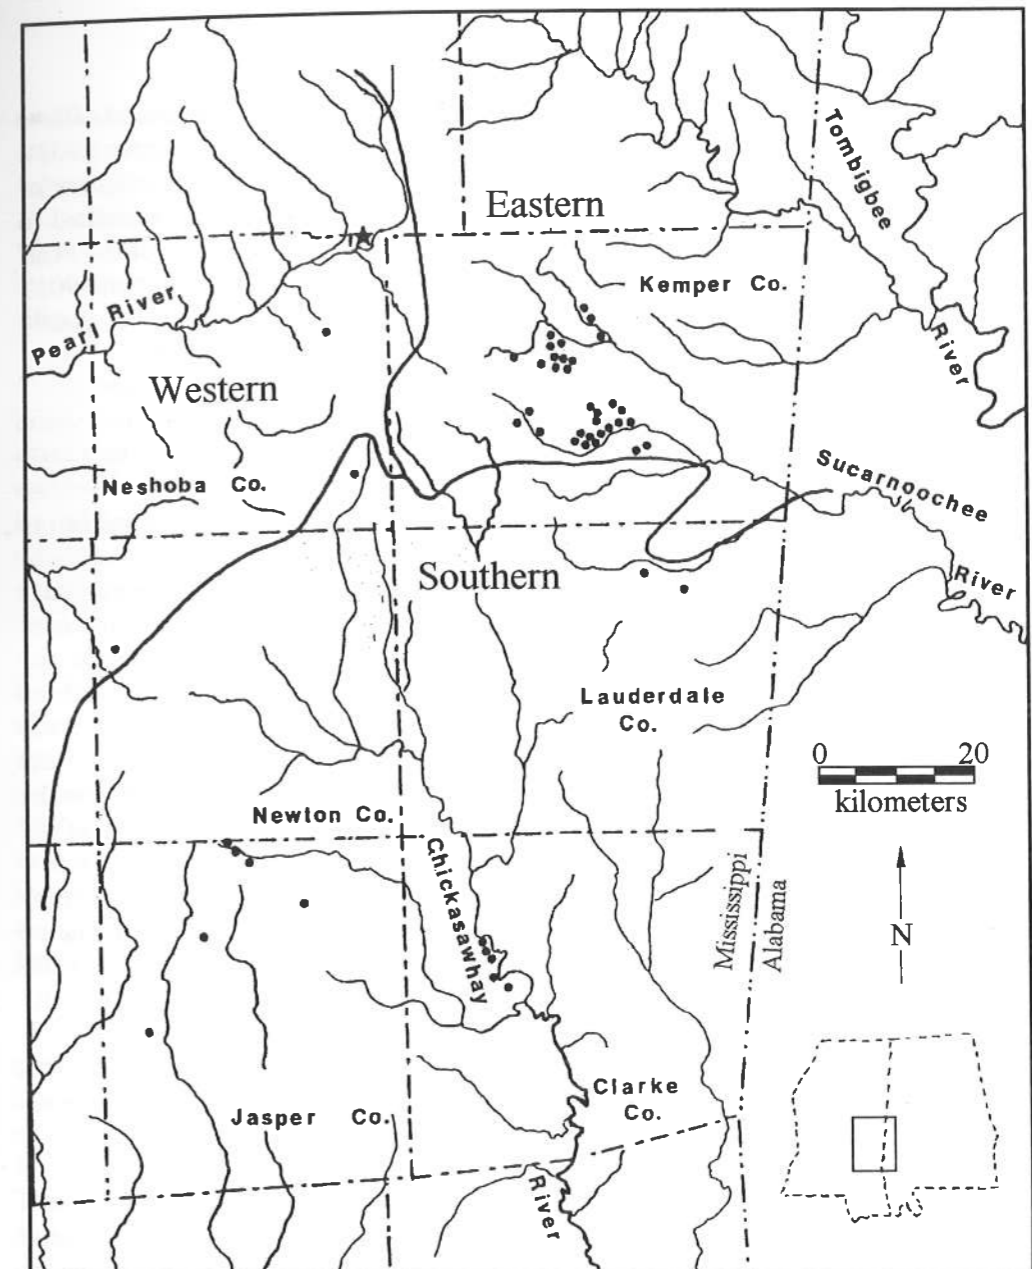 Tombigbee
Eastern
Kemper Co.
Pearl River
River
Western
Neshoba Co.
Sucarnoochee
Southern
River
Lauderdale
Co.
0 20
kilometers
Newton Co.
Chickasawhay
Mississippi
Alabama
N
Clarke
Co.
Jasper Co.
River